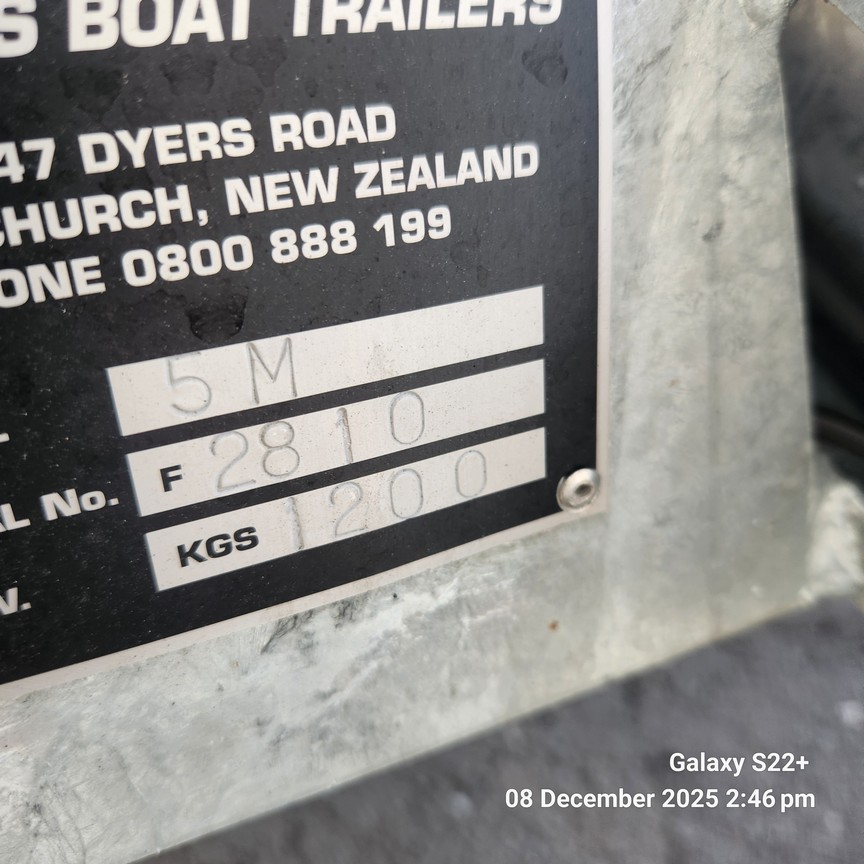 S BOAT TRAILERS
47 DYERS ROAD
CHURCH, NEW ZEALAND
ONE 0800 888 199
5 M
L No. F 2810
KGS 1200
Galaxy S22+
08 December 2025 2:46 pm